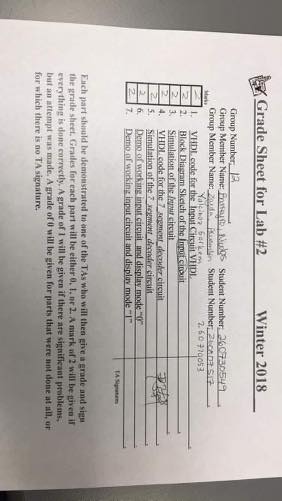 Grade Sheet for Lab #2 Winter 2018
Group Number: 12
Group Member Name: Student Number: 260730549
Group Member Name: Student Number:
Yalcinoz Gorkem
Marks
2 1. VHDL code for the Input Circuit VHDL
2 2. Block Diagram Sketch of the Input circuit
2 3. Simulation of the Input circuit
2 4. VHDL code for the 7_segment_decoder circuit
2 5. Simulation of the 7_segment_decoder circuit
2 6. Demo of working input circuit and display mode "0"
2 7. Demo of working input circuit and display mode "1"
TA Signatures
Each part should be demonstrated to one of the TAs who will then give a grade and sign
the grade sheet. Grades for each part will be either 0, 1, or 2. A mark of 2 will be given if
everything is done correctly. A grade of 1 will be given if there are significant problems,
but an attempt was made. A grade of 0 will be given for parts that were not done at all, or
for which there is no TA signature.